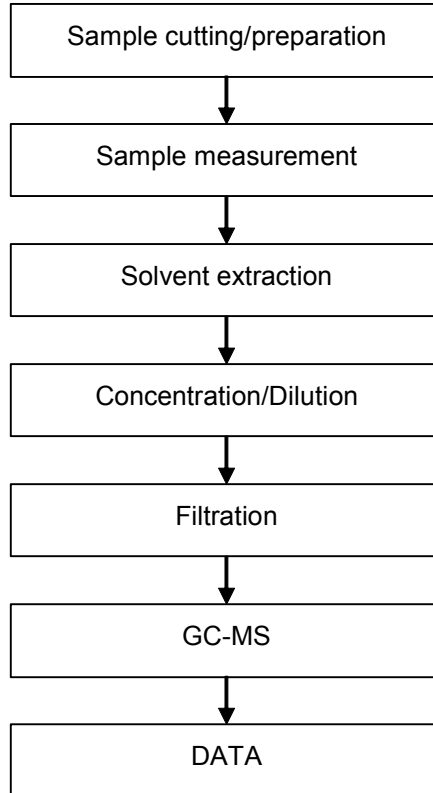 Sample cutting/preparation
Sample measurement
Solvent extraction
Concentration/Dilution
Filtration
GC-MS
DATA